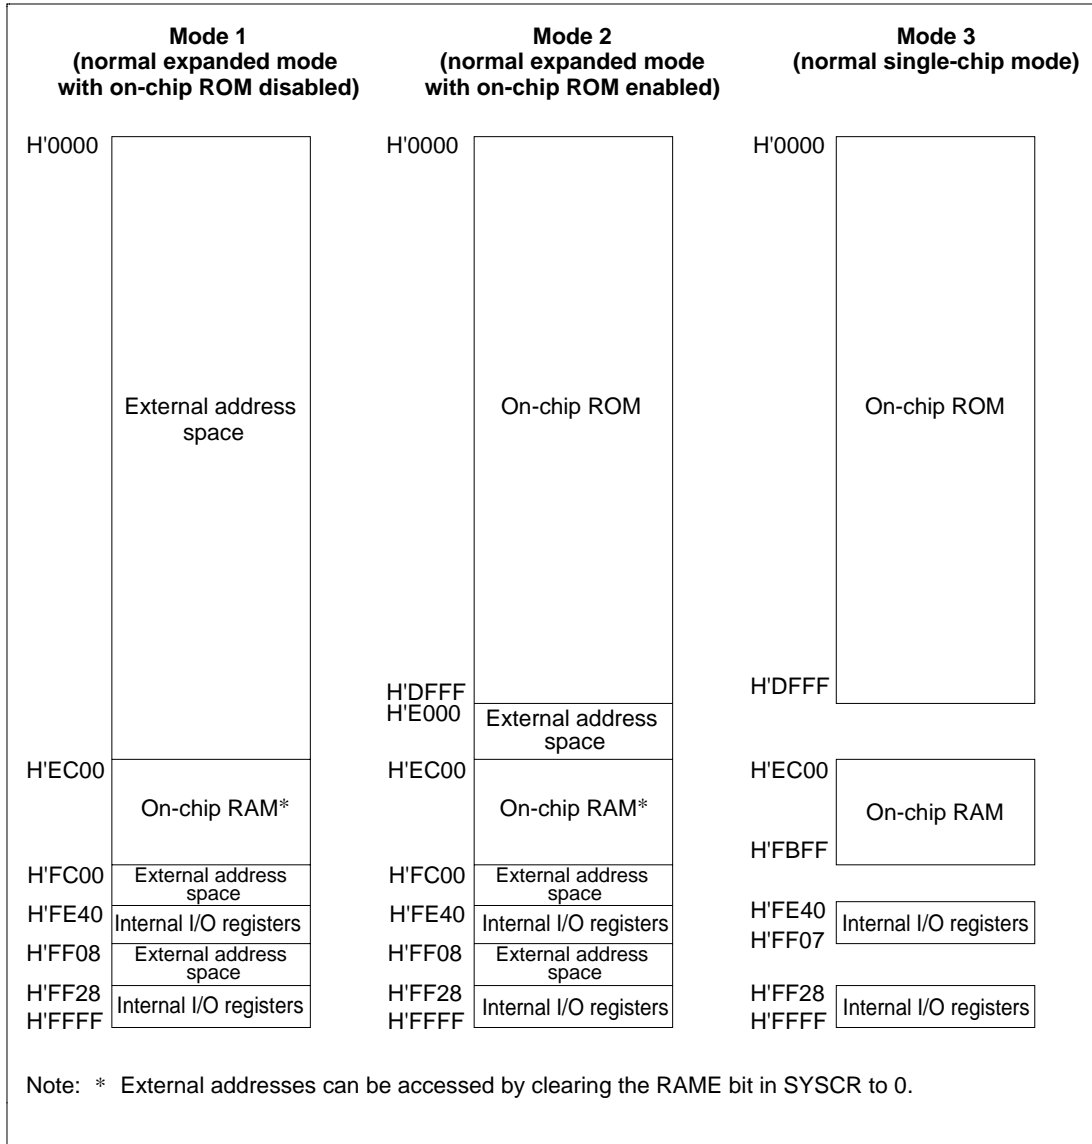 Mode 1
(normal expanded mode
with on-chip ROM disabled)
Mode 2
(normal expanded mode
with on-chip ROM enabled)
Mode 3
(normal single-chip mode)
H'0000
External address
space
H'EC00
On-chip RAM*
H'FC00
External address
space
H'FE40
Internal I/O registers
H'FF08
External address
space
H'FF28
Internal I/O registers
H'FFFF
H'0000
On-chip ROM
H'DFFF
H'E000
External address
space
H'EC00
On-chip RAM*
H'FC00
External address
space
H'FE40
Internal I/O registers
H'FF08
External address
space
H'FF28
Internal I/O registers
H'FFFF
H'0000
On-chip ROM
H'DFFF
H'EC00
On-chip RAM
H'FBFF
H'FE40
Internal I/O registers
H'FF07
H'FF28
Internal I/O registers
H'FFFF
Note: * External addresses can be accessed by clearing the RAME bit in SYSCR to 0.